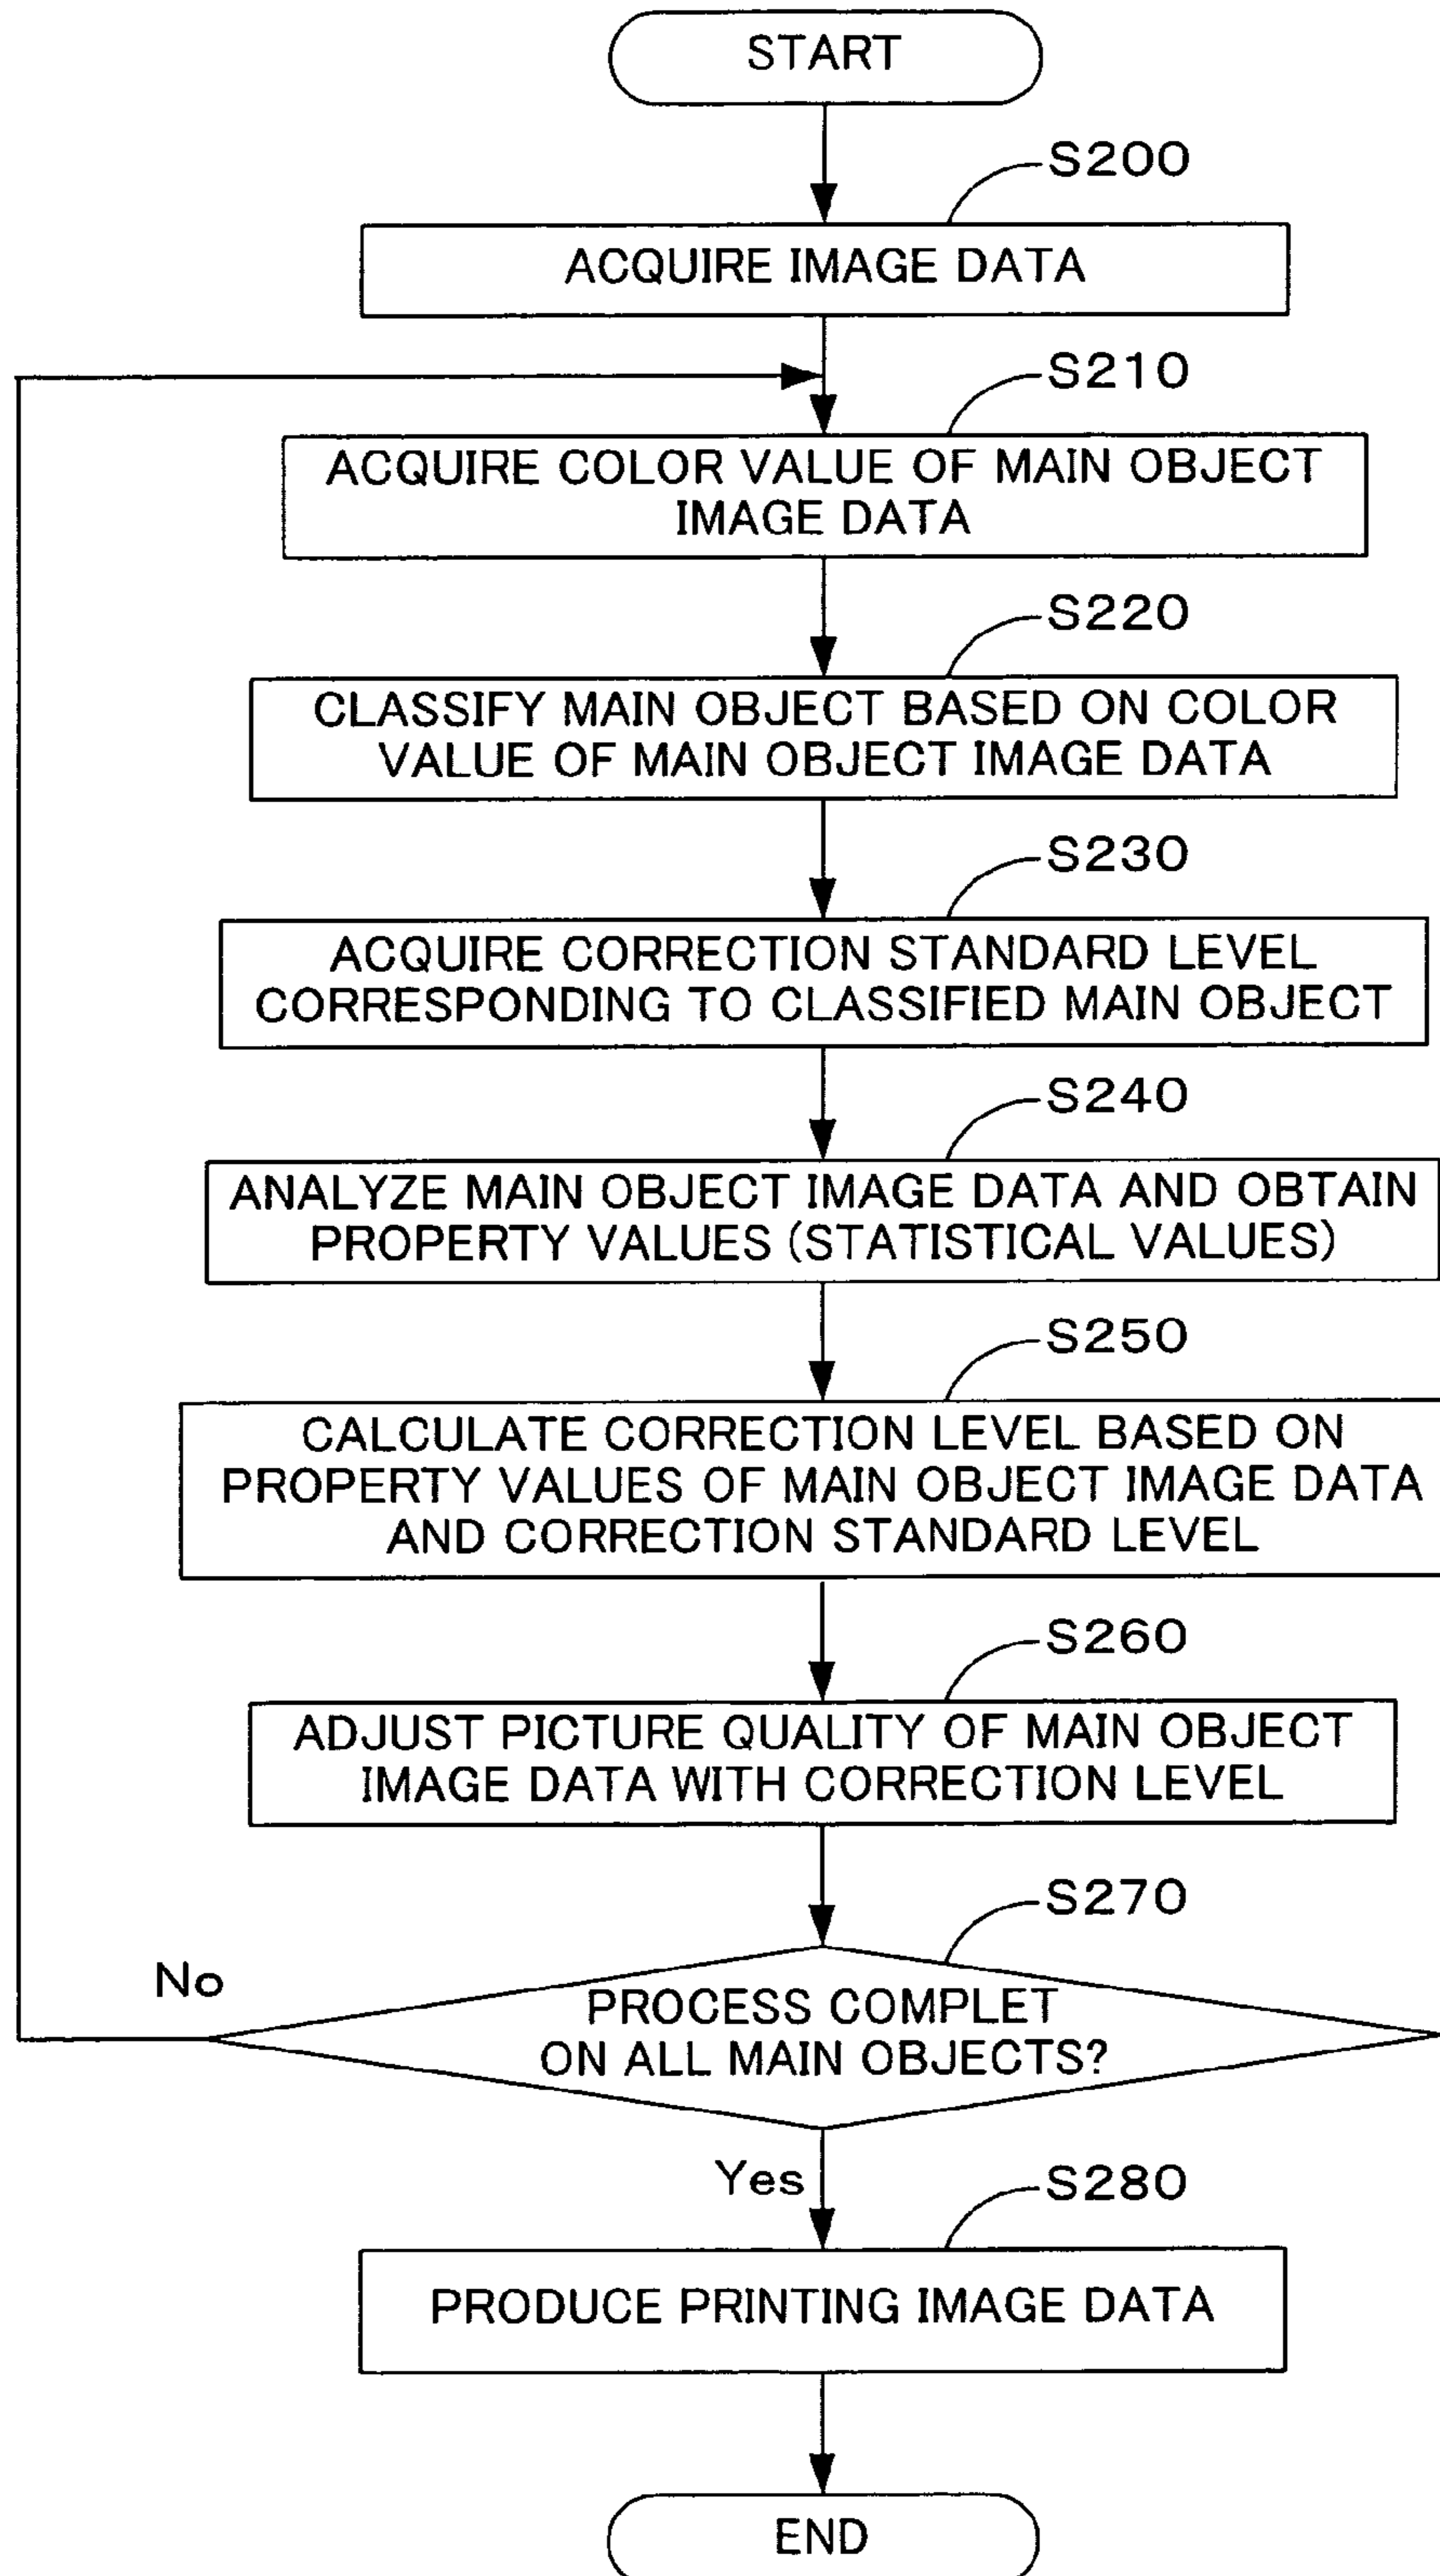 START
S200
ACQUIRE IMAGE DATA
S210
ACQUIRE COLOR VALUE OF MAIN OBJECT
IMAGE DATA
S220
CLASSIFY MAIN OBJECT BASED ON COLOR
VALUE OF MAIN OBJECT IMAGE DATA
S230
ACQUIRE CORRECTION STANDARD LEVEL
CORRESPONDING TO CLASSIFIED MAIN OBJECT
S240
ANALYZE MAIN OBJECT IMAGE DATA AND OBTAIN
PROPERTY VALUES (STATISTICAL VALUES)
S250
CALCULATE CORRECTION LEVEL BASED ON
PROPERTY VALUES OF MAIN OBJECT IMAGE DATA
AND CORRECTION STANDARD LEVEL
S260
ADJUST PICTURE QUALITY OF MAIN OBJECT
IMAGE DATA WITH CORRECTION LEVEL
S270
No
PROCESS COMPLET
ON ALL MAIN OBJECTS?
Yes
S280
PRODUCE PRINTING IMAGE DATA
END